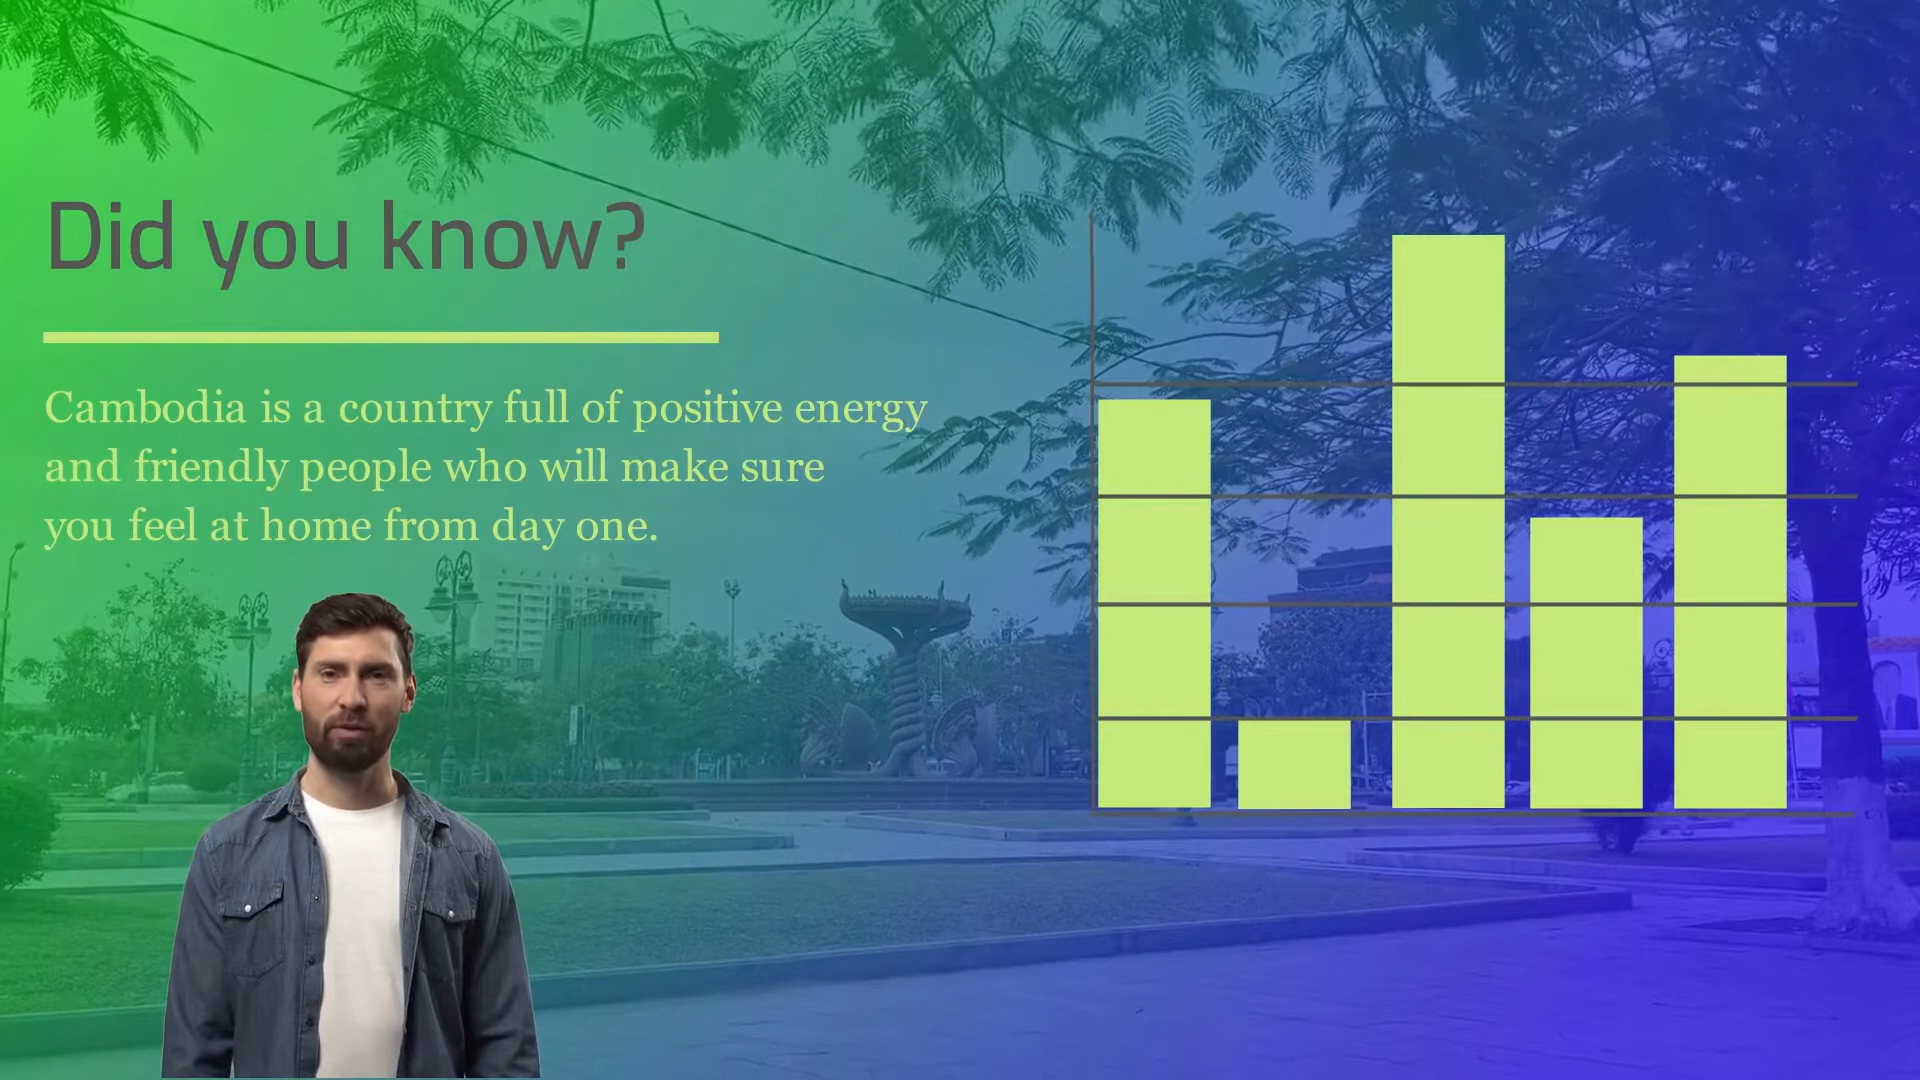 Did you know?
Cambodia is a country full of positive energy
and friendly people who will make sure
you feel at home from day one.